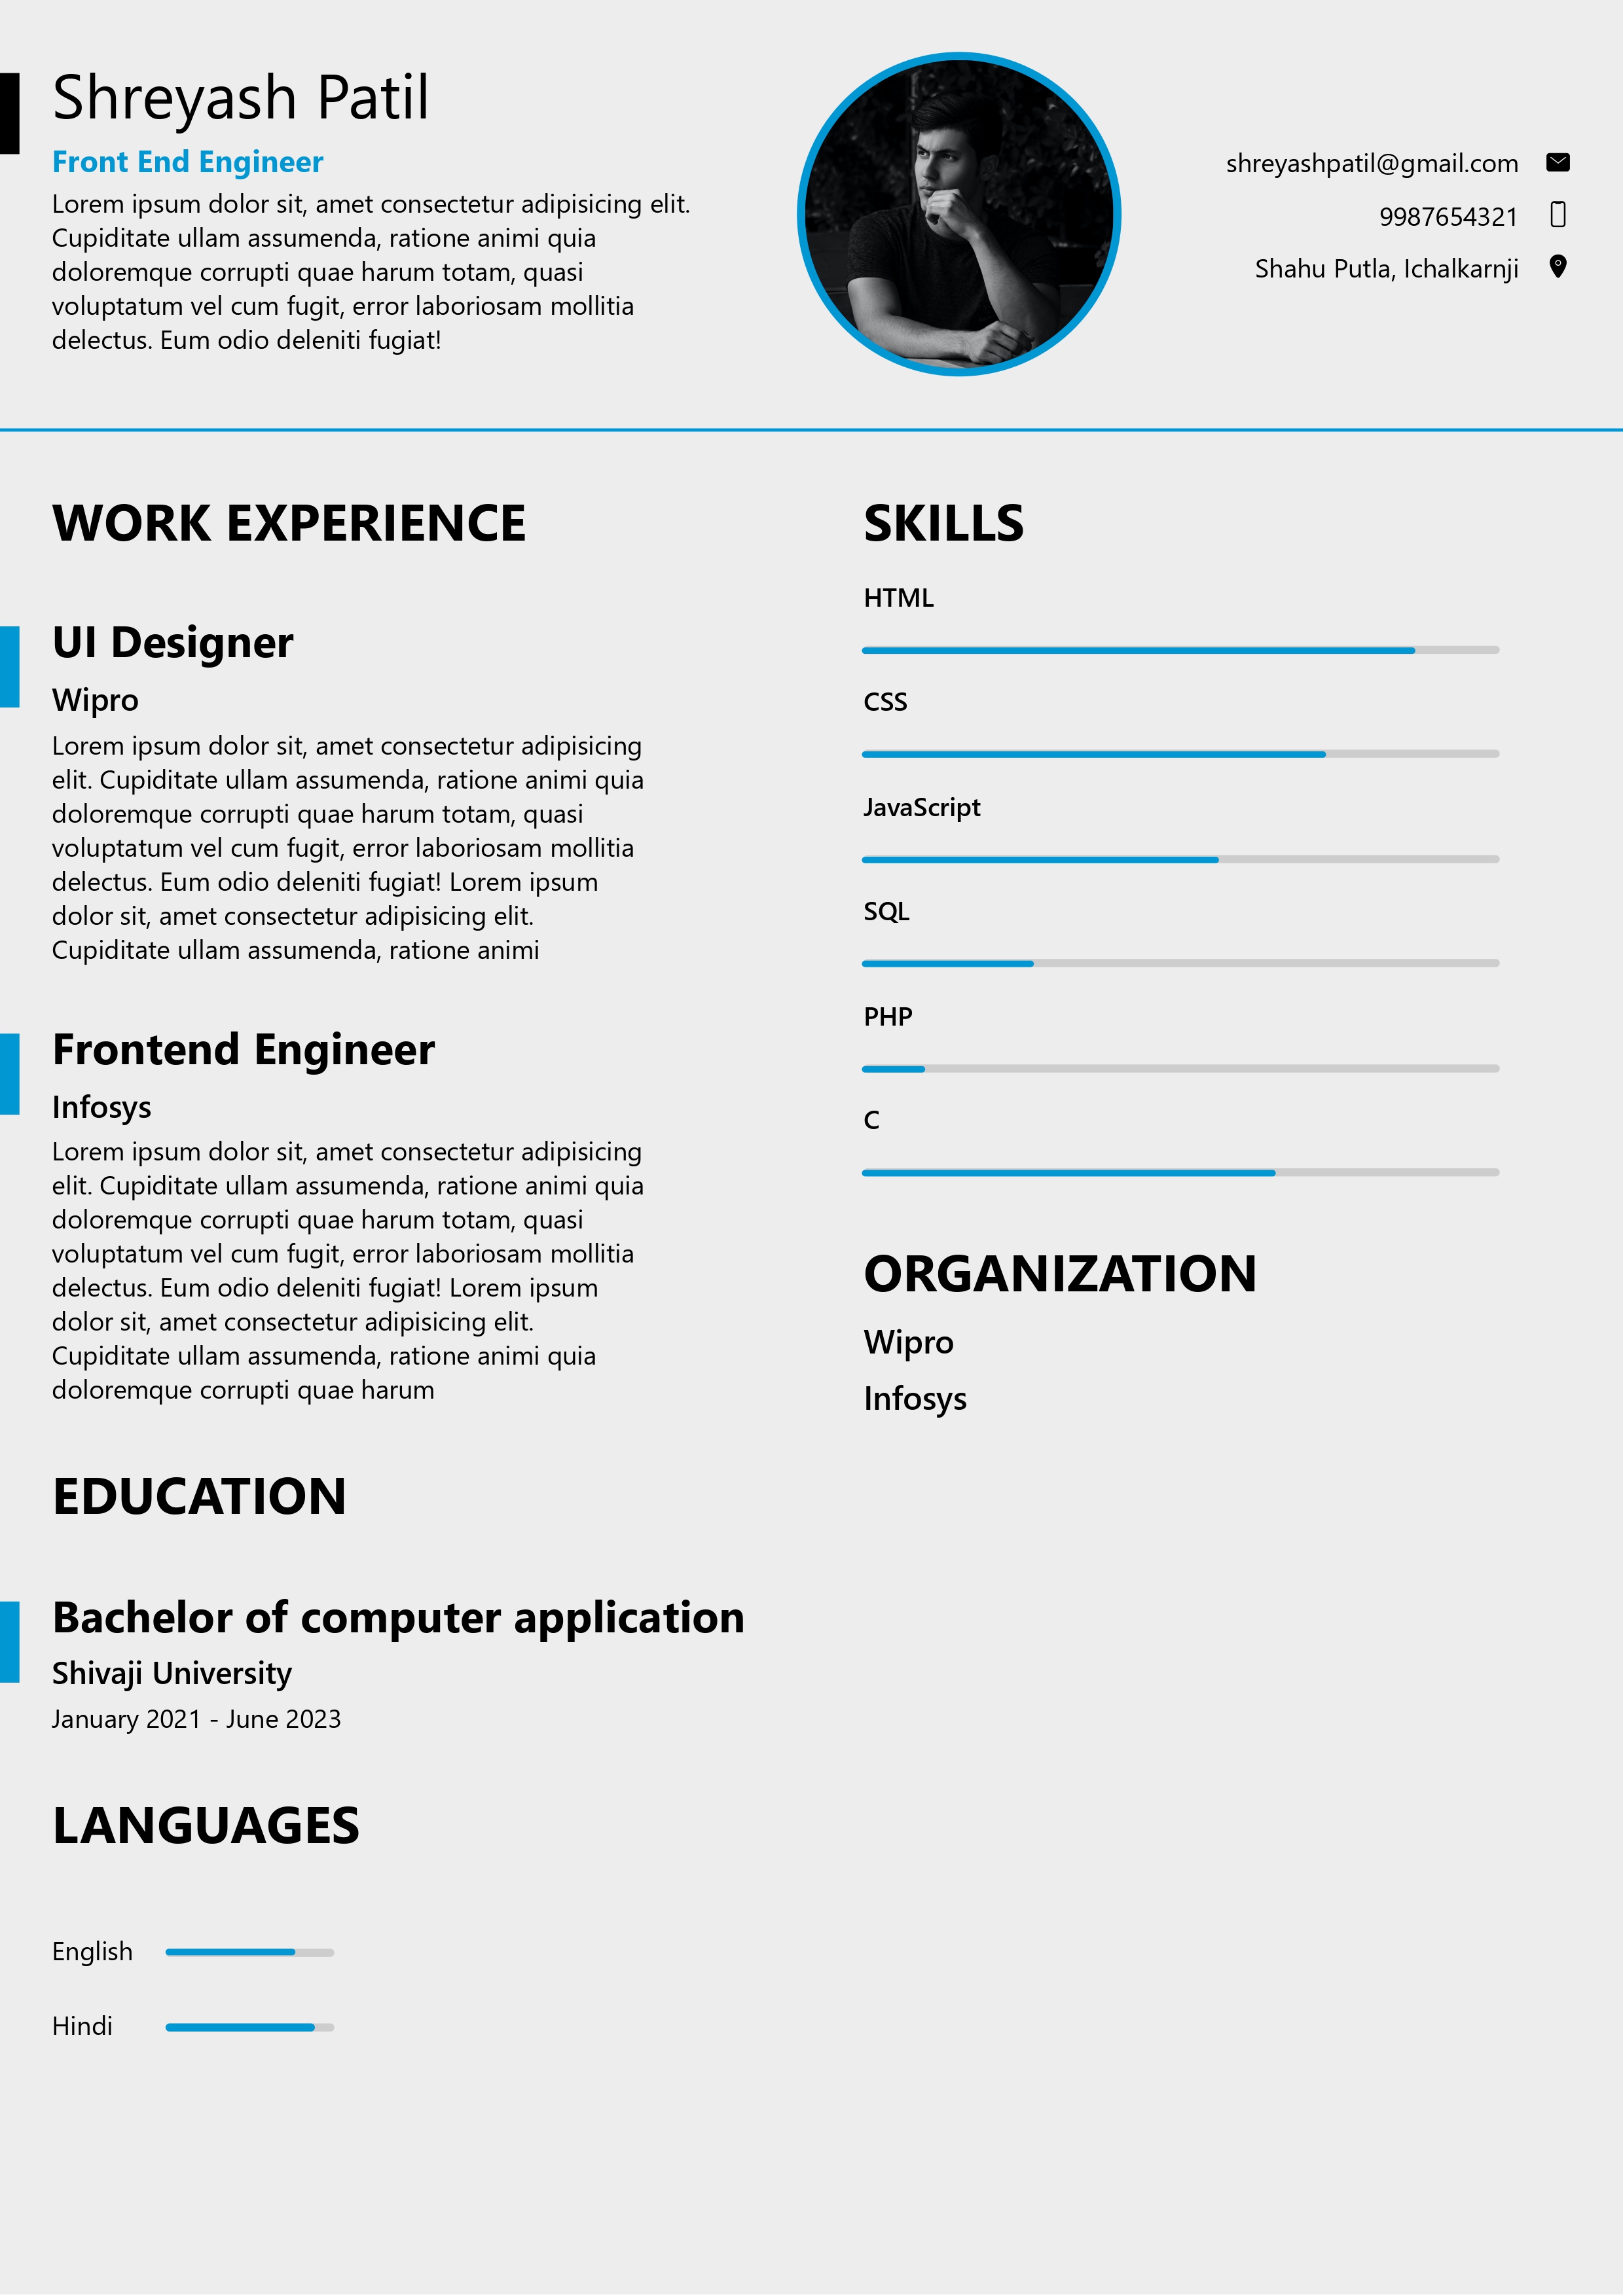 Shreyash Patil
Front End Engineer
Lorem ipsum dolor sit, amet consectetur adipisicing elit.
Cupiditate ullam assumenda, ratione animi quia
doloremque corrupti quae harum totam, quasi
voluptatum vel cum fugit, error laboriosam mollitia
delectus. Eum odio deleniti fugiat!
shreyashpatil@gmail.com
9987654321
Shahu Putla, Ichalkarnji
WORK EXPERIENCE
UI Designer
Wipro
Lorem ipsum dolor sit, amet consectetur adipisicing
elit. Cupiditate ullam assumenda, ratione animi quia
doloremque corrupti quae harum totam, quasi
voluptatum vel cum fugit, error laboriosam mollitia
delectus. Eum odio deleniti fugiat! Lorem ipsum
dolor sit, amet consectetur adipisicing elit.
Cupiditate ullam assumenda, ratione animi
Frontend Engineer
Infosys
Lorem ipsum dolor sit, amet consectetur adipisicing
elit. Cupiditate ullam assumenda, ratione animi quia
doloremque corrupti quae harum totam, quasi
voluptatum vel cum fugit, error laboriosam mollitia
delectus. Eum odio deleniti fugiat! Lorem ipsum
dolor sit, amet consectetur adipisicing elit.
Cupiditate ullam assumenda, ratione animi quia
doloremque corrupti quae harum
EDUCATION
Bachelor of computer application
Shivaji University
January 2021 - June 2023
LANGUAGES
English
Hindi
SKILLS
HTML
CSS
JavaScript
SQL
PHP
C
ORGANIZATION
Wipro
Infosys